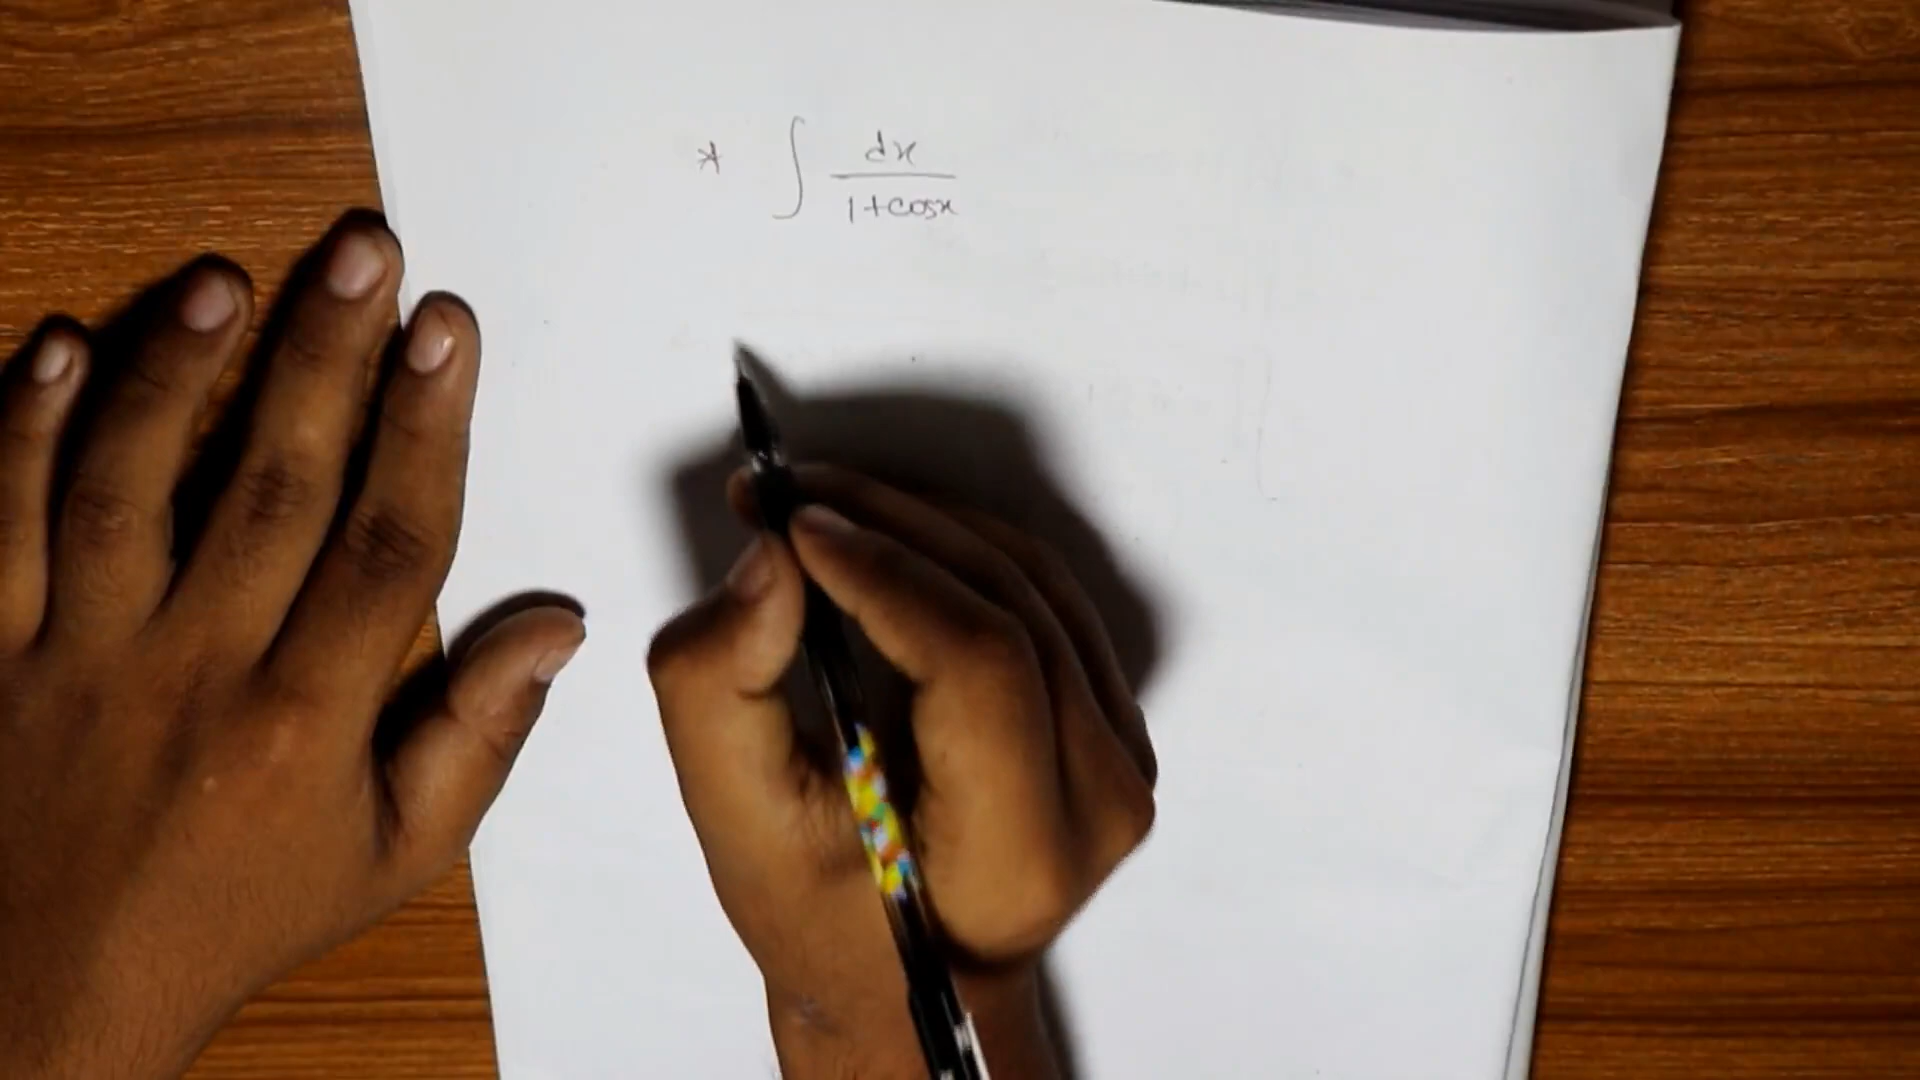 * ∫ dx / 1+cosx